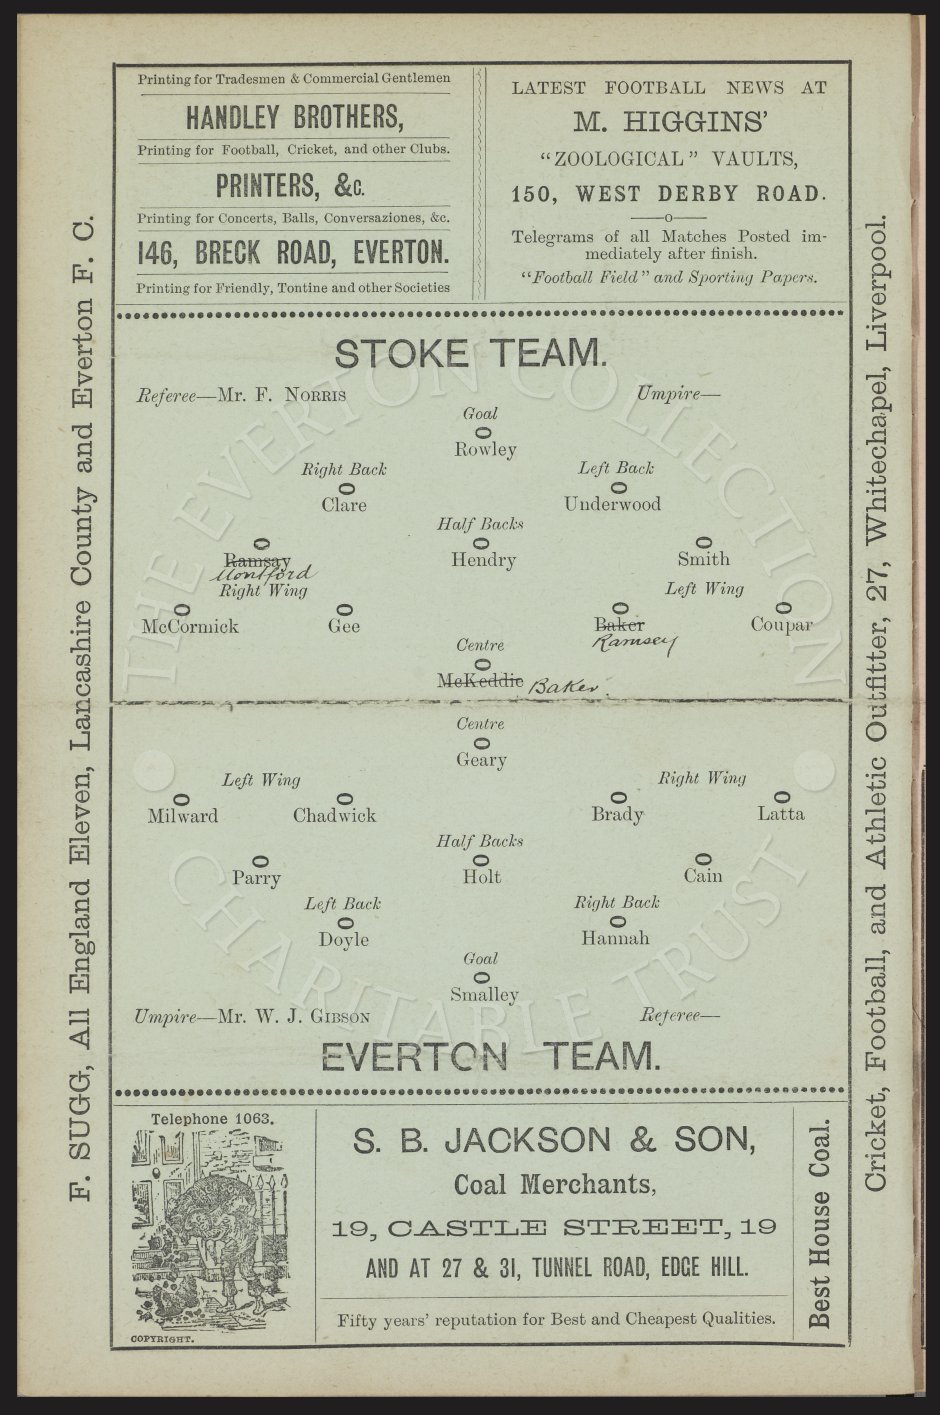 Printing for Tradesmen & Commercial Gentlemen
HANDLEY BROTHERS,
Printing for Football, Cricket, and other Clubs.
PRINTERS, &c.
Printing for Concerts, Balls, Conversaziones, &c.
146, BRECK ROAD, EVERTON.
Printing for Friendly, Tontine and other Societies
LATEST FOOTBALL NEWS AT
M. HIGGINS'
"ZOOLOGICAL" VAULTS,
150, WEST DERBY ROAD.
Telegrams of all Matches Posted im-
mediately after finish.
"Football Field" and Sporting Papers.
F. SUGG, All England Eleven, Lancashire County and Everton F. C.
STOKE TEAM.
Referee—Mr. F. NORRIS
Umpire—
Goal
Rowley
Right Back
Left Back
Clare
Underwood
Half Backs
Ramsay
Hendry
Smith
Montford
Right Wing
Left Wing
McCormick
Gee
Baker
Coupar
Ramsey
Centre
McKeddie
Baker.
Centre
Geary
Left Wing
Right Wing
Milward
Chadwick
Brady
Latta
Half Backs
Parry
Holt
Cain
Left Back
Right Back
Doyle
Hannah
Goal
Smalley
Umpire—Mr. W. J. GIBSON
Referee—
EVERTON TEAM.
Cricket, Football, and Athletic Outfitter, 27, Whitechapel, Liverpool.
THE EVERTON COLLECTION
CHARITABLE TRUST
Telephone 1063.
COPYRIGHT.
S. B. JACKSON & SON,
Coal Merchants,
19, CASTLE STREET, 19
AND AT 27 & 31, TUNNEL ROAD, EDGE HILL.
Fifty years' reputation for Best and Cheapest Qualities.
Best House Coal.